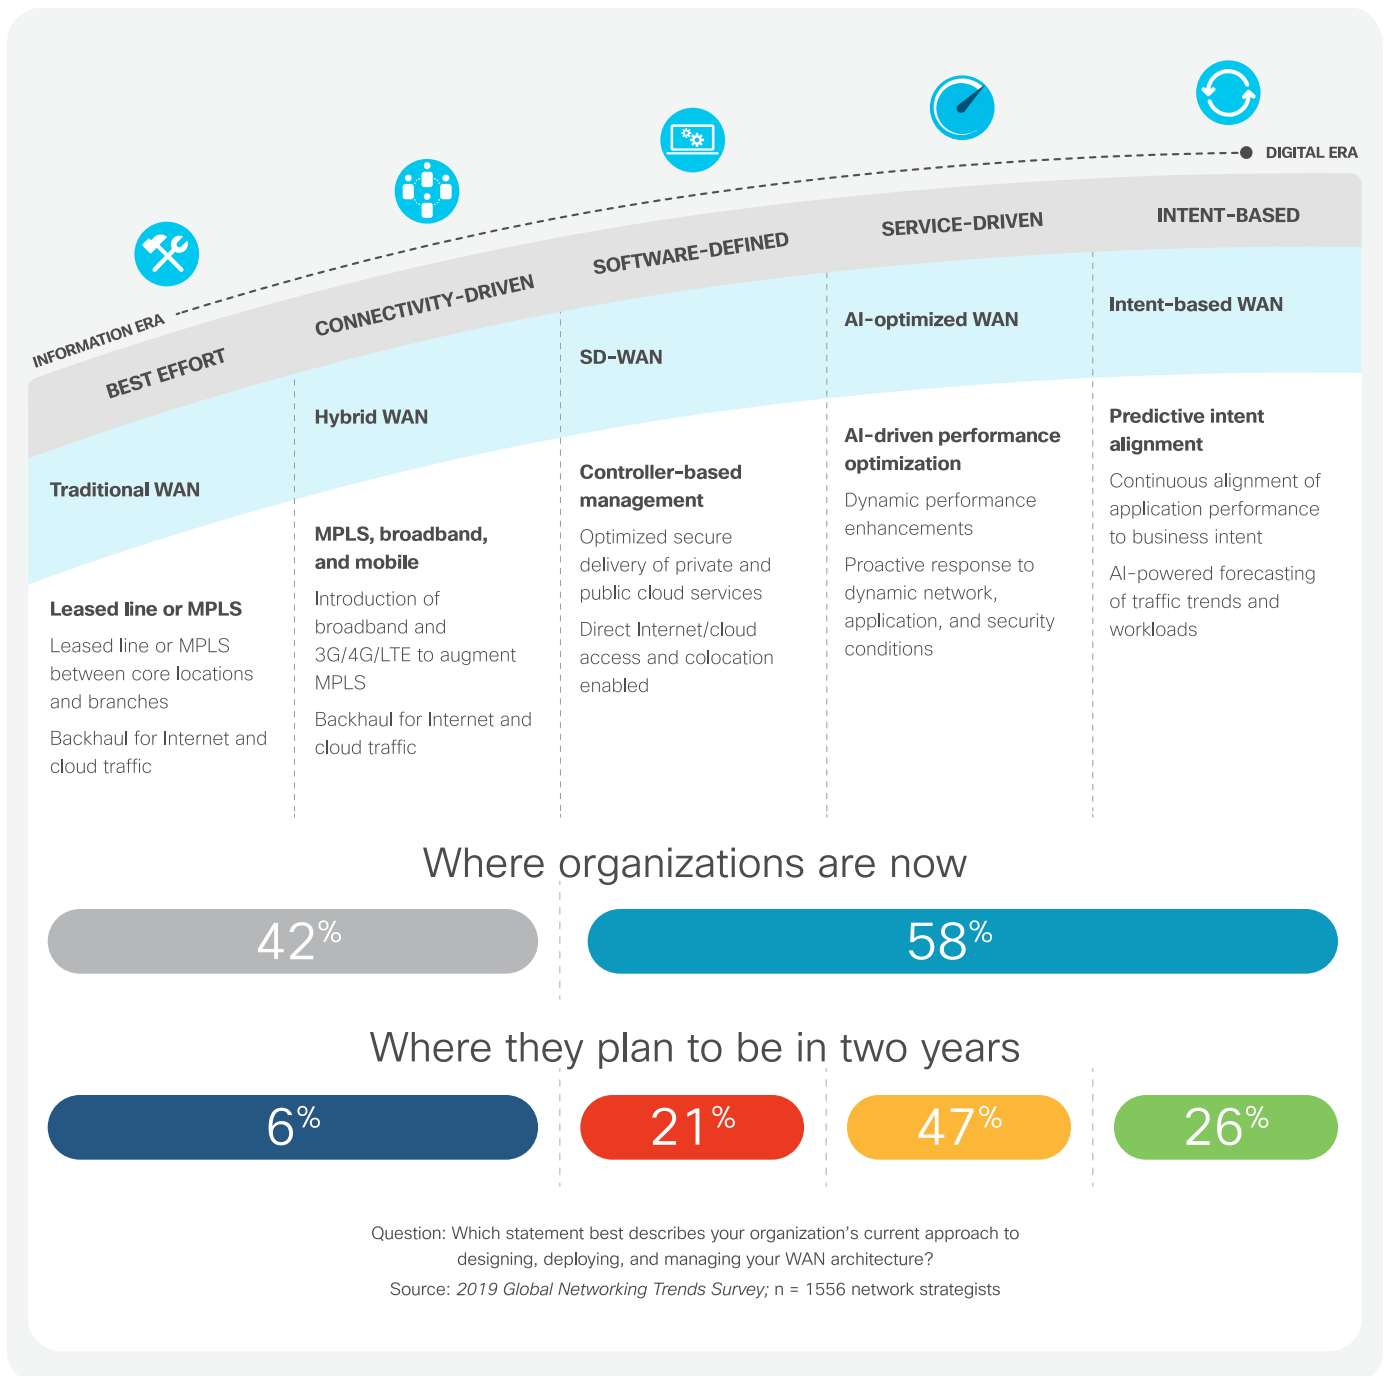 DIGITAL ERA
INFORMATION ERA
BEST EFFORT
CONNECTIVITY-DRIVEN
SOFTWARE-DEFINED
SERVICE-DRIVEN
INTENT-BASED
Traditional WAN
Leased line or MPLS
Leased line or MPLS
between core locations
and branches
Backhaul for Internet and
cloud traffic
Hybrid WAN
MPLS, broadband,
and mobile
Introduction of
broadband and
3G/4G/LTE to augment
MPLS
Backhaul for Internet and
cloud traffic
SD-WAN
Controller-based
management
Optimized secure
delivery of private and
public cloud services
Direct Internet/cloud
access and colocation
enabled
AI-optimized WAN
AI-driven performance
optimization
Dynamic performance
enhancements
Proactive response to
dynamic network,
application, and security
conditions
Intent-based WAN
Predictive intent
alignment
Continuous alignment of
application performance
to business intent
AI-powered forecasting
of traffic trends and
workloads
Where organizations are now
42%
58%
Where they plan to be in two years
6%
21%
47%
26%
Question: Which statement best describes your organization's current approach to
designing, deploying, and managing your WAN architecture?
Source: 2019 Global Networking Trends Survey; n = 1556 network strategists